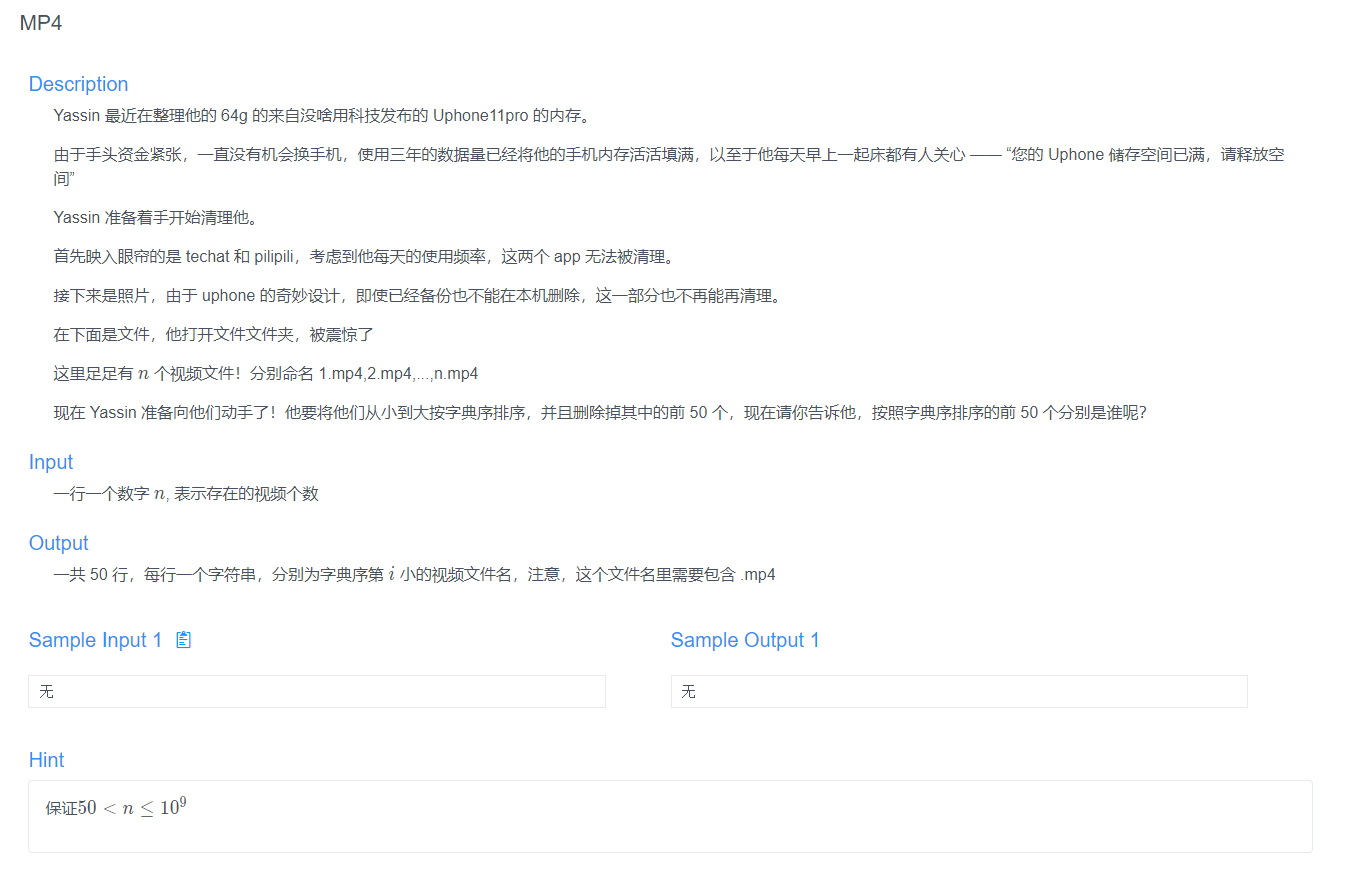 MP4
Description
Yassin 最近在整理他的 64g 的来自没啥用科技发布的 Uphone11pro 的内存。
由于手头资金紧张，一直没有机会换手机，使用三年的数据量已经将他的手机内存活活填满，以至于他每天早上一起床都有人关心 —— “您的 Uphone 储存空间已满，请释放空
间”
Yassin 准备着手开始清理他。
首先映入眼帘的是 techat 和 pilipili，考虑到他每天的使用频率，这两个 app 无法被清理。
接下来是照片，由于 uphone 的奇妙设计，即使已经备份也不能在本机删除，这一部分也不再能再清理。
在下面是文件，他打开文件文件夹，被震惊了
这里足足有 n 个视频文件！分别命名 1.mp4,2.mp4,...,n.mp4
现在 Yassin 准备向他们动手了！他要将他们从小到大按字典序排序，并且删除掉其中的前 50 个，现在请你告诉他，按照字典序排序的前 50 个分别是谁呢？
Input
一行一个数字 n, 表示存在的视频个数
Output
一共 50 行，每行一个字符串，分别为字典序第 i 小的视频文件名，注意，这个文件名里需要包含 .mp4
Sample Input 1 Sample Output 1
无 无
Hint
保证50 < n ≤ 10⁹